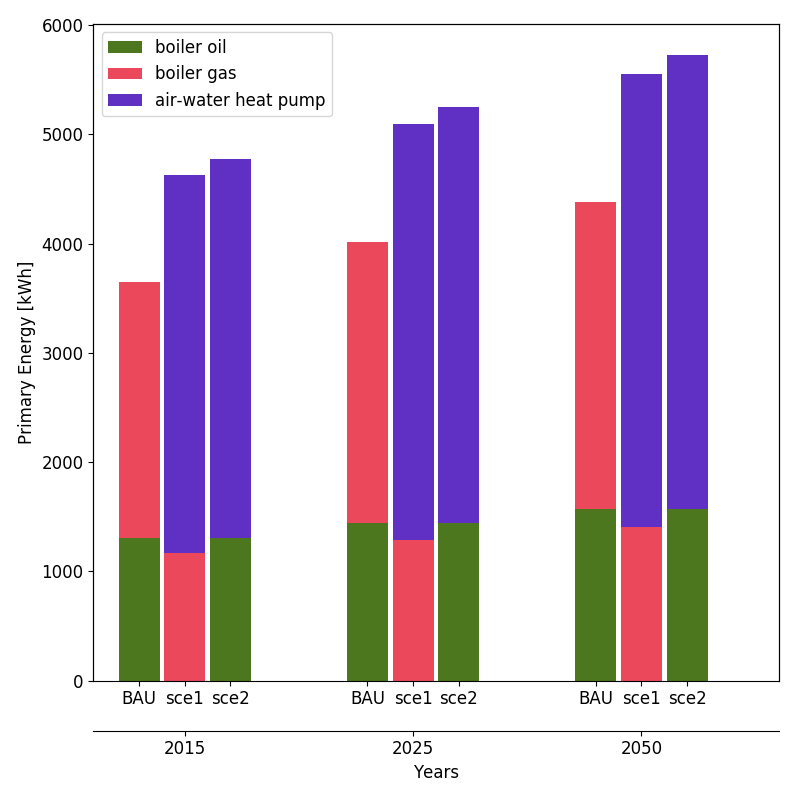 6000
boiler oil
boiler gas
air-water heat pump
5000
4000
3000
2000
1000
0
Primary Energy [kWh]
BAU sce1 sce2 BAU sce1 sce2 BAU sce1 sce2
2015 2025 2050
Years